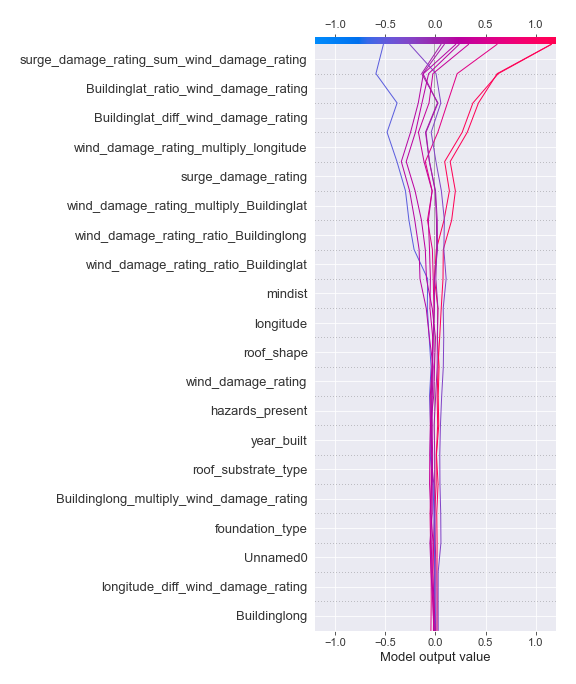 −1.0 −0.5 0.0 0.5 1.0
surge_damage_rating_sum_wind_damage_rating
Buildinglat_ratio_wind_damage_rating
Buildinglat_diff_wind_damage_rating
wind_damage_rating_multiply_longitude
surge_damage_rating
wind_damage_rating_multiply_Buildinglat
wind_damage_rating_ratio_Buildinglong
wind_damage_rating_ratio_Buildinglat
mindist
longitude
roof_shape
wind_damage_rating
hazards_present
year_built
roof_substrate_type
Buildinglong_multiply_wind_damage_rating
foundation_type
Unnamed0
longitude_diff_wind_damage_rating
Buildinglong
−1.0 −0.5 0.0 0.5 1.0
Model output value